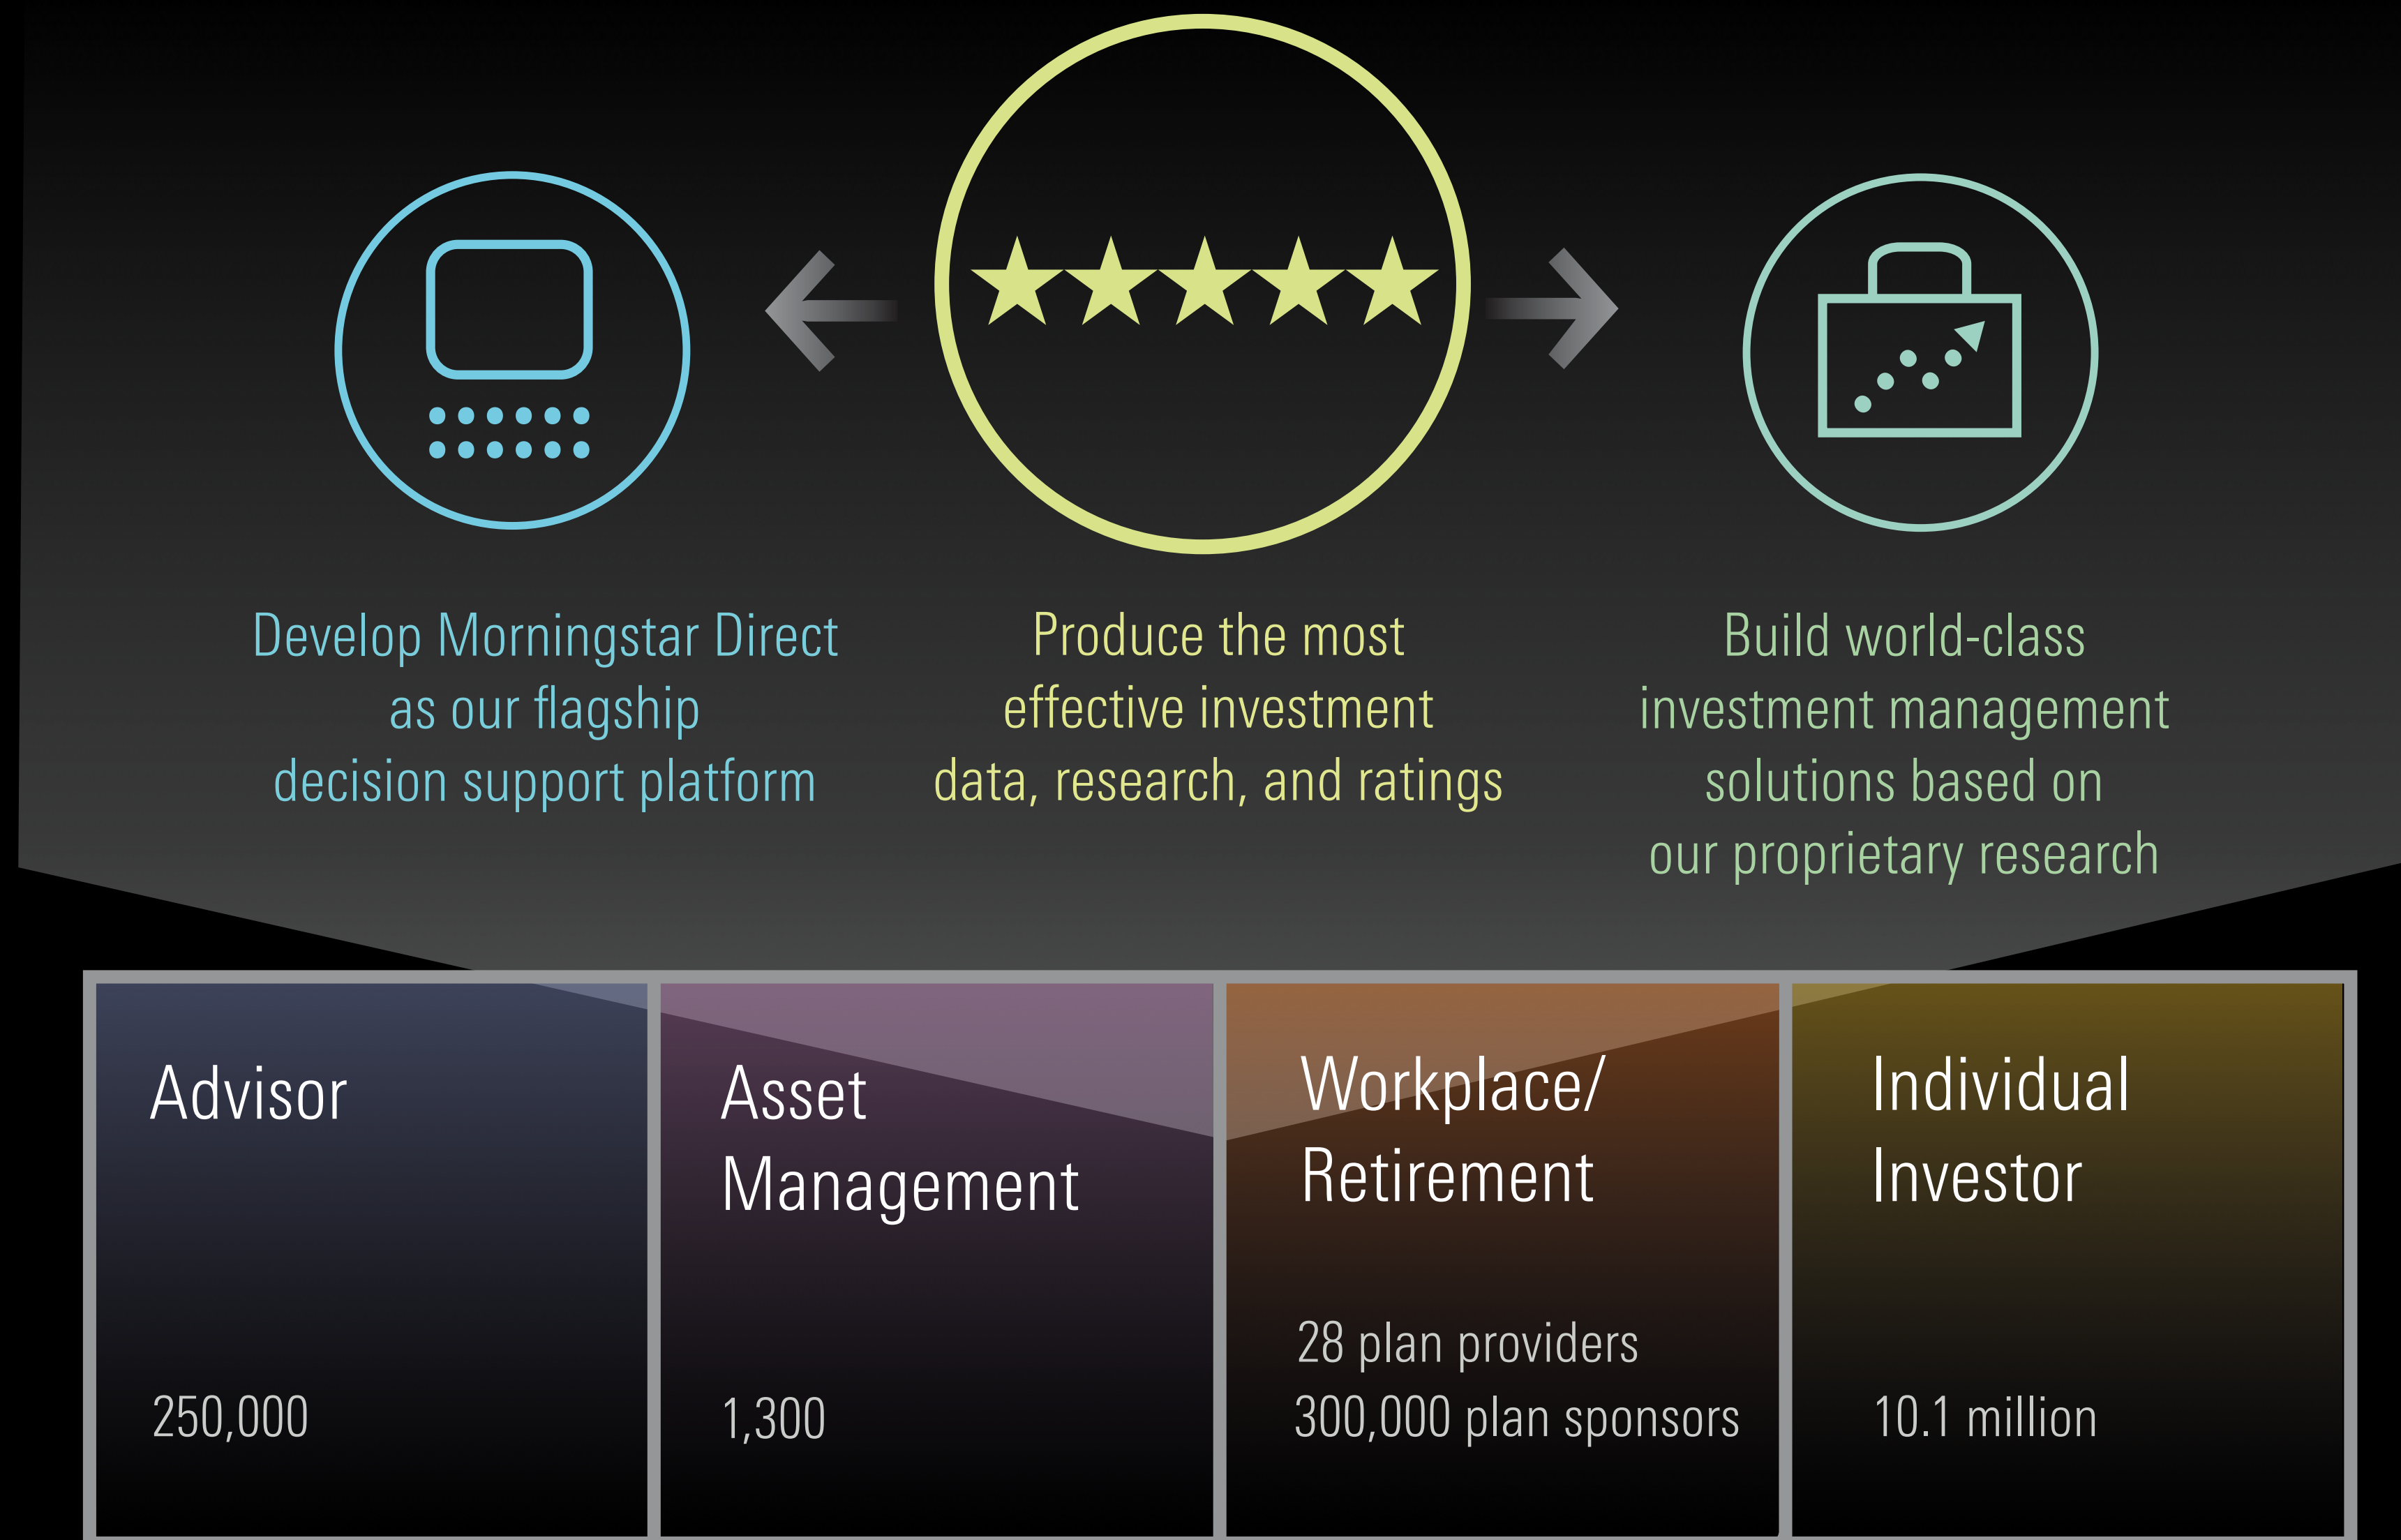 Develop Morningstar Direct
as our flagship
decision support platform
Produce the most
effective investment
data, research, and ratings
Build world-class
investment management
solutions based on
our proprietary research
Advisor
250,000
Asset
Management
1,300
Workplace/
Retirement
28 plan providers
300,000 plan sponsors
Individual
Investor
10.1 million